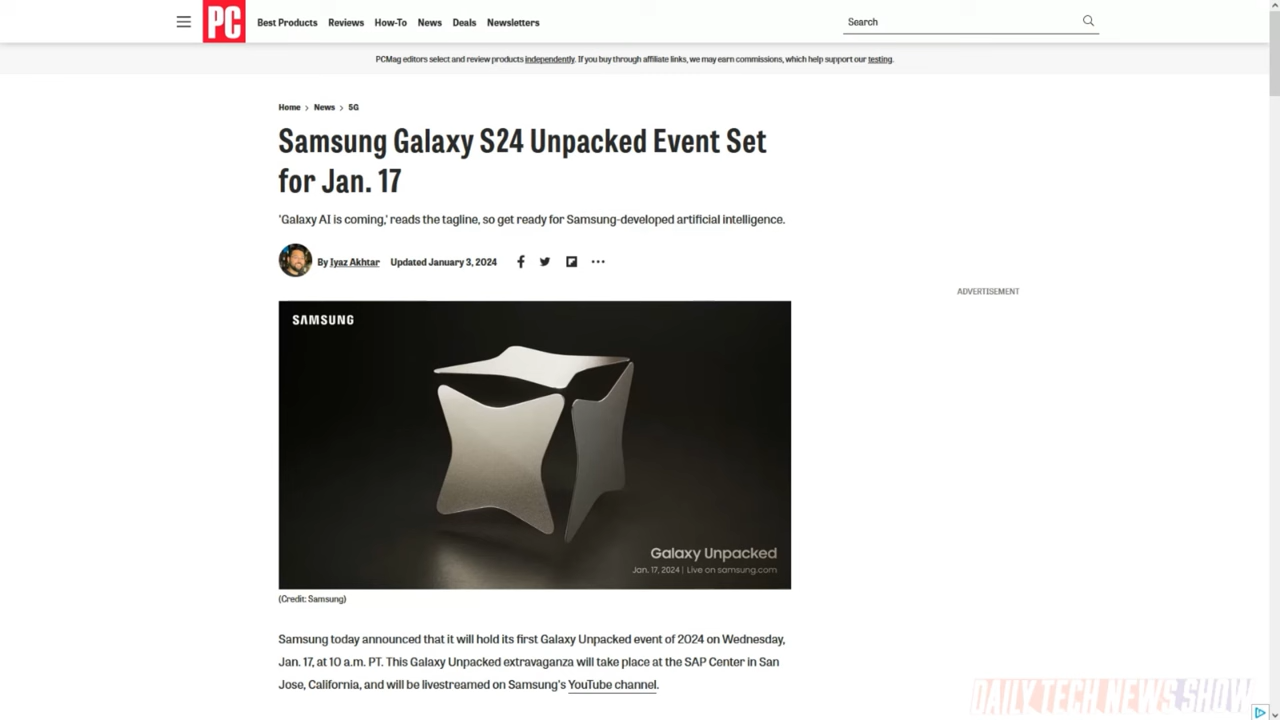 PC
Best Products Reviews How-To News Deals Newsletters
Search
PCMag editors select and review products independently. If you buy through affiliate links, we may earn commissions, which help support our testing.
Home > News > 5G
Samsung Galaxy S24 Unpacked Event Set
for Jan. 17
'Galaxy AI is coming,' reads the tagline, so get ready for Samsung-developed artificial intelligence.
By Iyaz Akhtar Updated January 3, 2024
ADVERTISEMENT
SAMSUNG
Galaxy Unpacked
Jan. 17, 2024 | Live on samsung.com
(Credit: Samsung)
Samsung today announced that it will hold its first Galaxy Unpacked event of 2024 on Wednesday,
Jan. 17, at 10 a.m. PT. This Galaxy Unpacked extravaganza will take place at the SAP Center in San
Jose, California, and will be livestreamed on Samsung's YouTube channel.
DAILY TECH NEWS SHOW